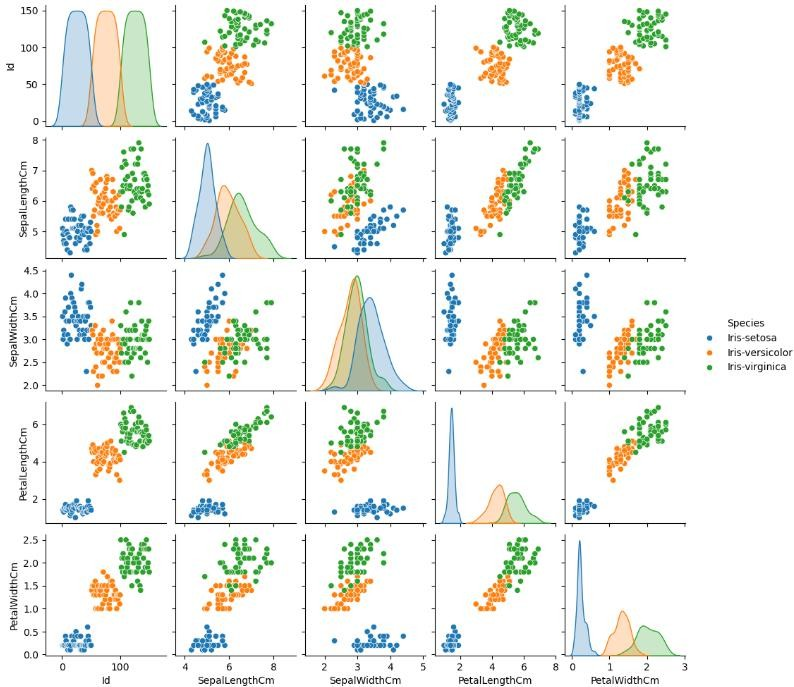 150
100
50
0
Id
8
7
6
5
SepalLengthCm
4.5
4.0
3.5
3.0
2.5
2.0
SepalWidthCm
Species
Iris-setosa
Iris-versicolor
Iris-virginica
6
4
2
PetalLengthCm
2.5
2.0
1.5
1.0
0.5
0.0
PetalWidthCm
0 100 4 6 8 2 3 4 5 2 4 6 8 0 1 2 3
Id SepalLengthCm SepalWidthCm PetalLengthCm PetalWidthCm